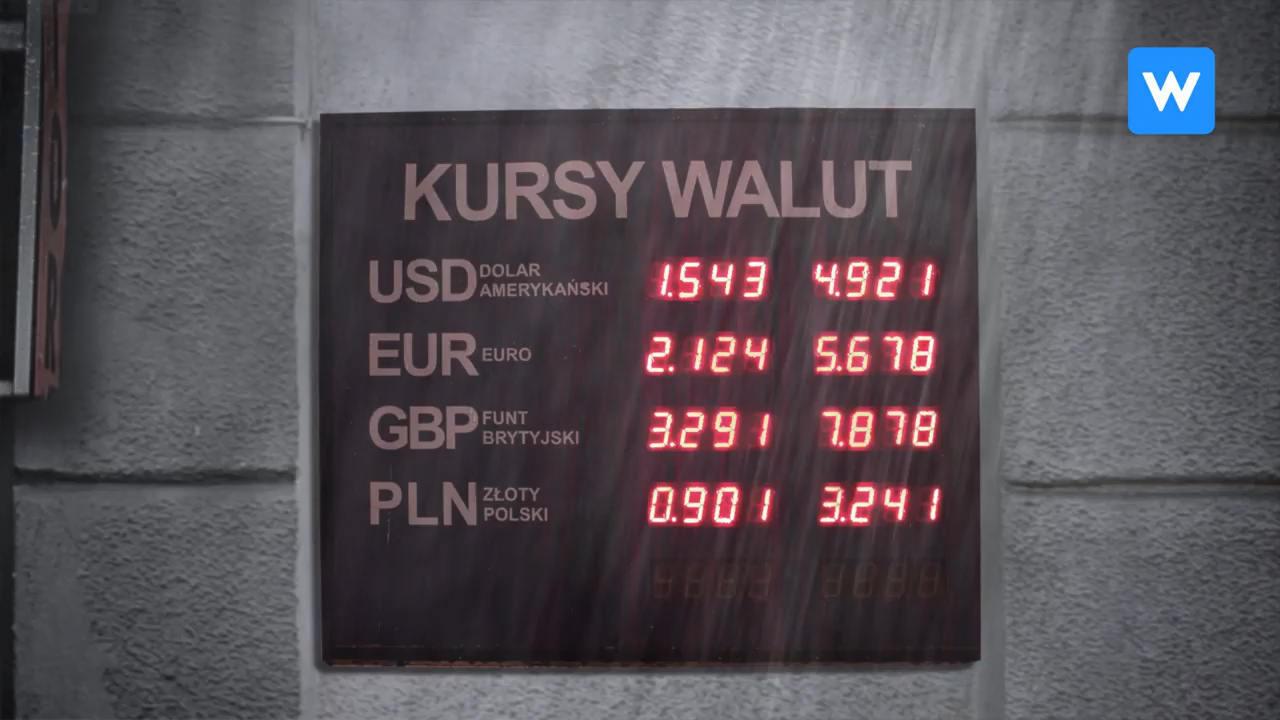 W
KURSY WALUT
USD DOLAR AMERYKAŃSKI 1.543 4.921
EUR EURO 2.124 5.678
GBP FUNT BRYTYJSKI 3.291 7.878
PLN ZŁOTY POLSKI 0.901 3.241